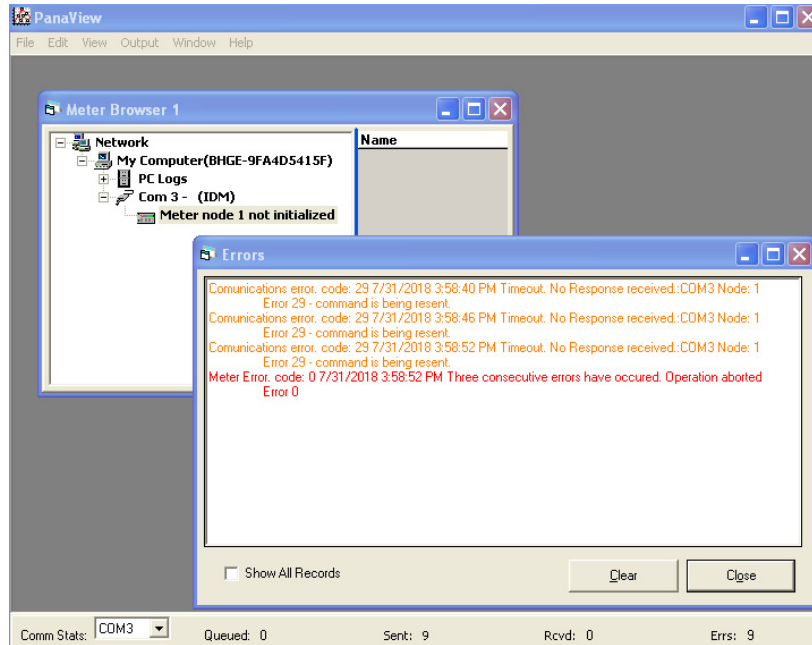 PanaView
File Edit View Output Window Help
Meter Browser 1
Network
My Computer(BHGE-9FA4D5415F)
PC Logs
Com 3 - (IDM)
Meter node 1 not initialized
Name
Errors
Comunications error. code: 29 7/31/2018 3:58:40 PM Timeout. No Response received.:COM3 Node: 1
Error 29 - command is being resent.
Comunications error. code: 29 7/31/2018 3:58:46 PM Timeout. No Response received.:COM3 Node: 1
Error 29 - command is being resent.
Comunications error. code: 29 7/31/2018 3:58:52 PM Timeout. No Response received.:COM3 Node: 1
Error 29 - command is being resent.
Meter Error. code: 0 7/31/2018 3:58:52 PM Three consecutive errors have occured. Operation aborted
Error 0
Show All Records
Clear
Close
Comm Stats: COM3 Queued: 0 Sent: 9 Rcvd: 0 Errs: 9